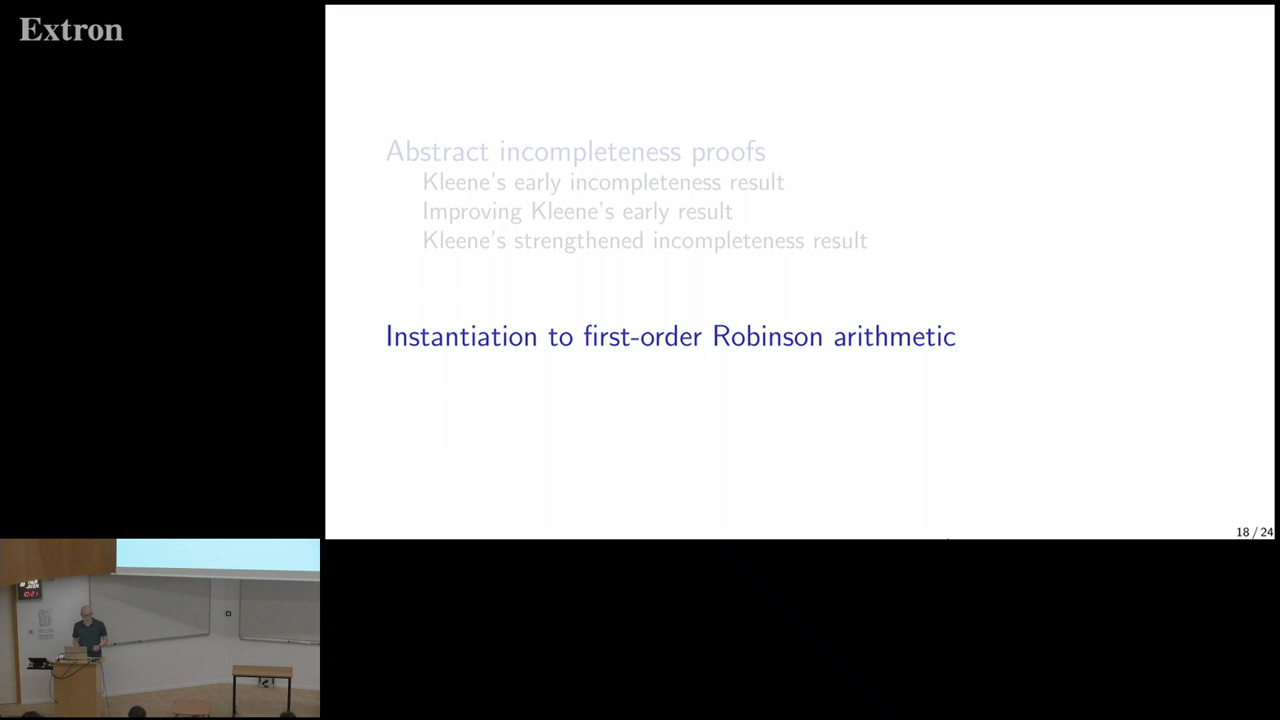 Extron
Abstract incompleteness proofs
Kleene's early incompleteness result
Improving Kleene's early result
Kleene's strengthened incompleteness result
Instantiation to first-order Robinson arithmetic
18 / 24